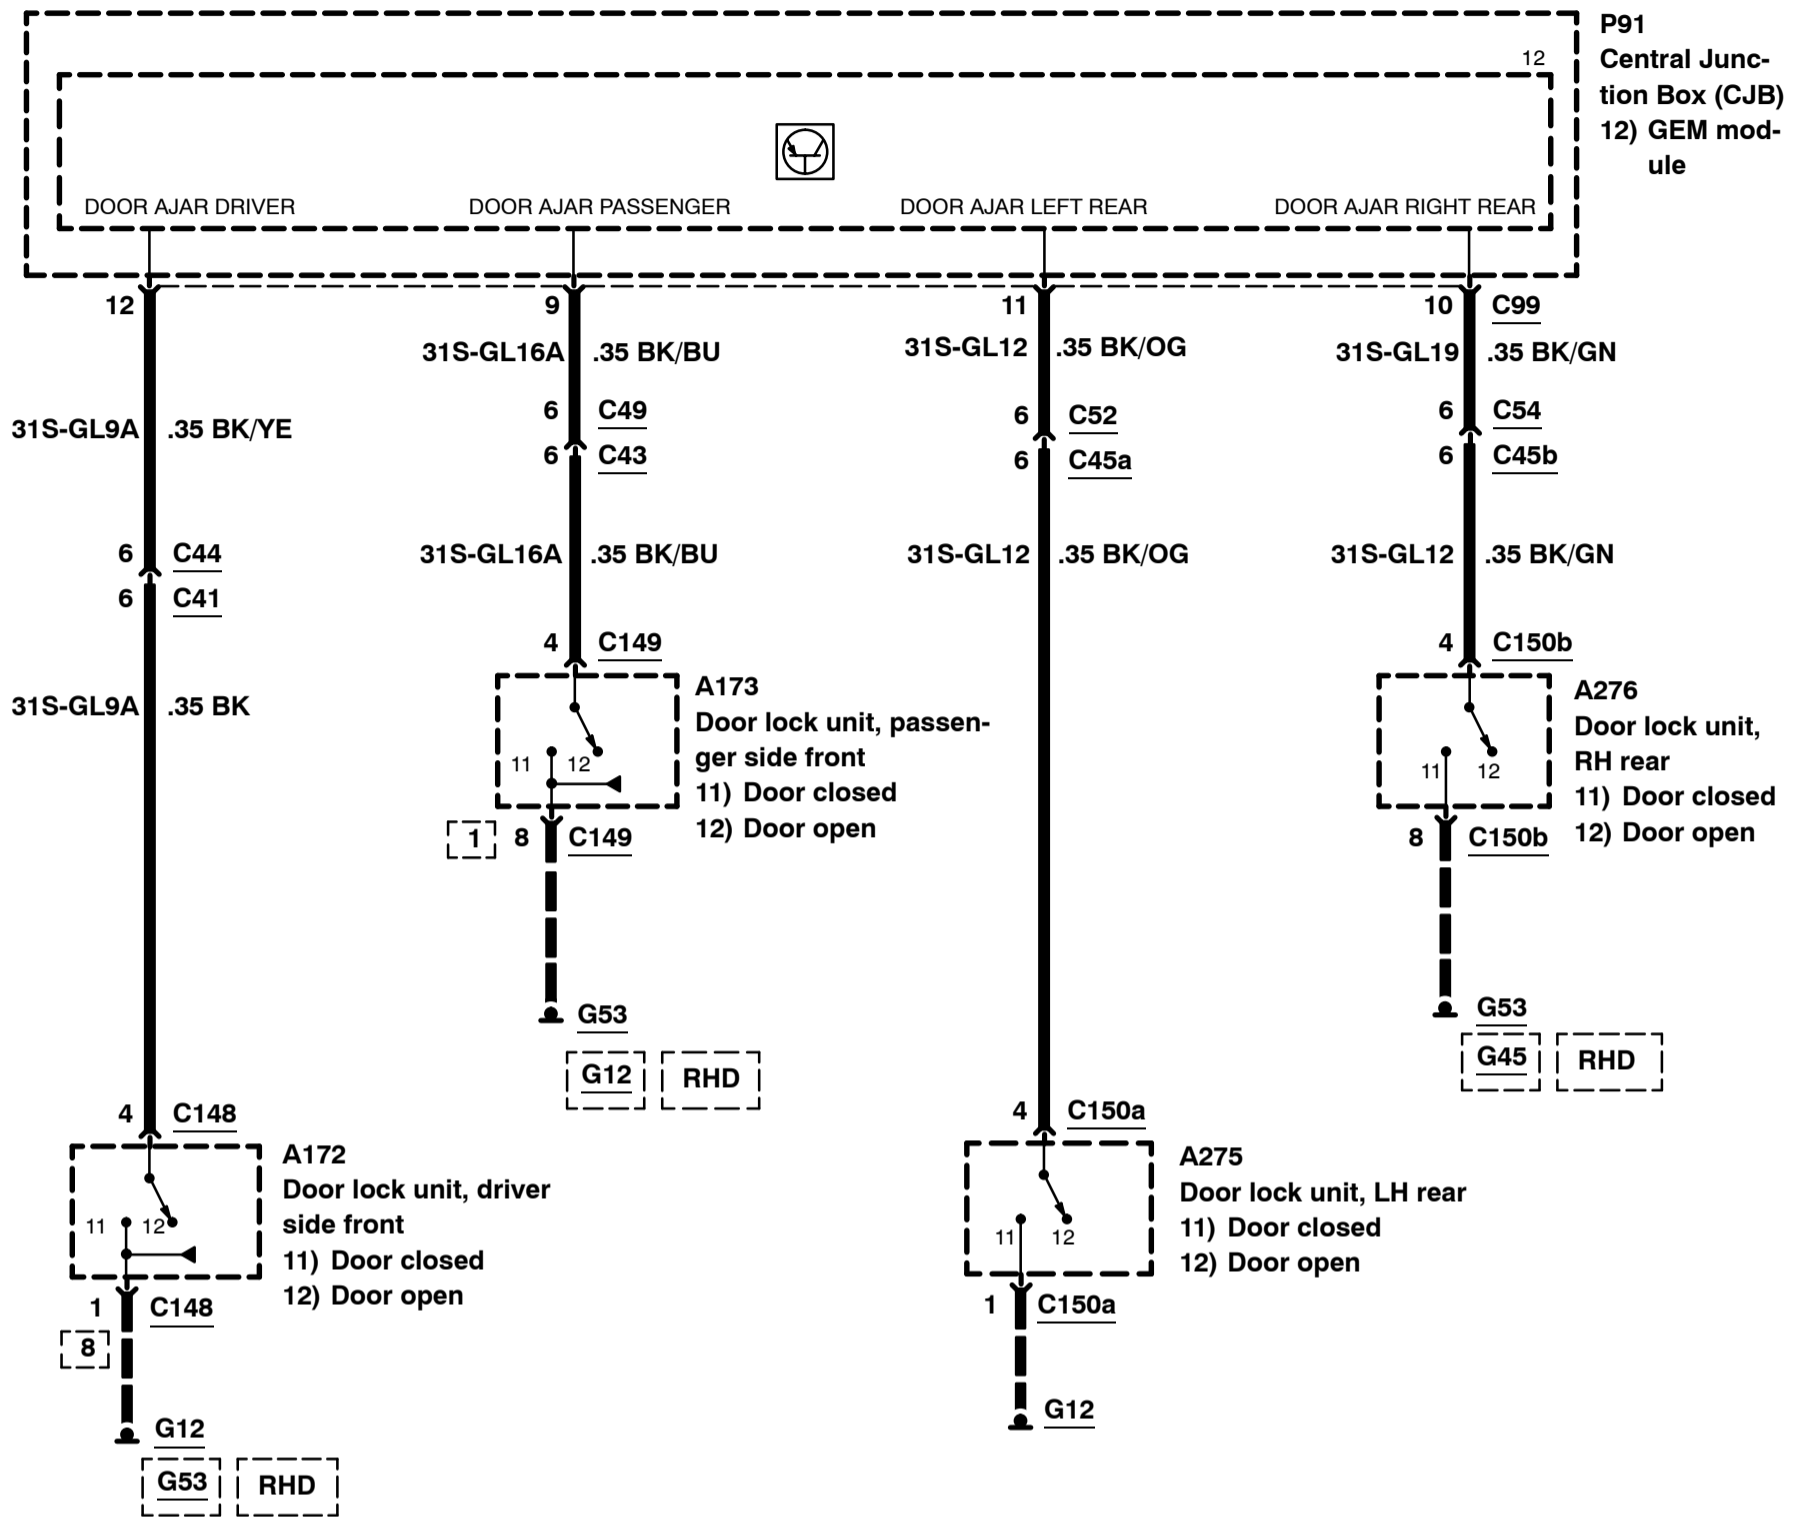 P91
Central Junc-
tion Box (CJB)
12) GEM mod-
ule
12
DOOR AJAR DRIVER
DOOR AJAR PASSENGER
DOOR AJAR LEFT REAR
DOOR AJAR RIGHT REAR
12
9
11
10
C99
31S-GL16A .35 BK/BU
31S-GL12 .35 BK/OG
31S-GL19 .35 BK/GN
6 C49
6 C52
6 C54
31S-GL9A .35 BK/YE
6 C43
6 C45a
6 C45b
6 C44
31S-GL16A .35 BK/BU
31S-GL12 .35 BK/OG
31S-GL12 .35 BK/GN
6 C41
4 C149
4 C150b
31S-GL9A .35 BK
A173
Door lock unit, passen-
ger side front
11) Door closed
12) Door open
11
12
A276
Door lock unit,
RH rear
11) Door closed
12) Door open
11
12
1
8 C149
8 C150b
G53
G12 RHD
G53
G45 RHD
4 C148
4 C150a
A172
Door lock unit, driver
side front
11) Door closed
12) Door open
11
12
A275
Door lock unit, LH rear
11) Door closed
12) Door open
11
12
1 C148
8
1 C150a
G12
G53 RHD
G12